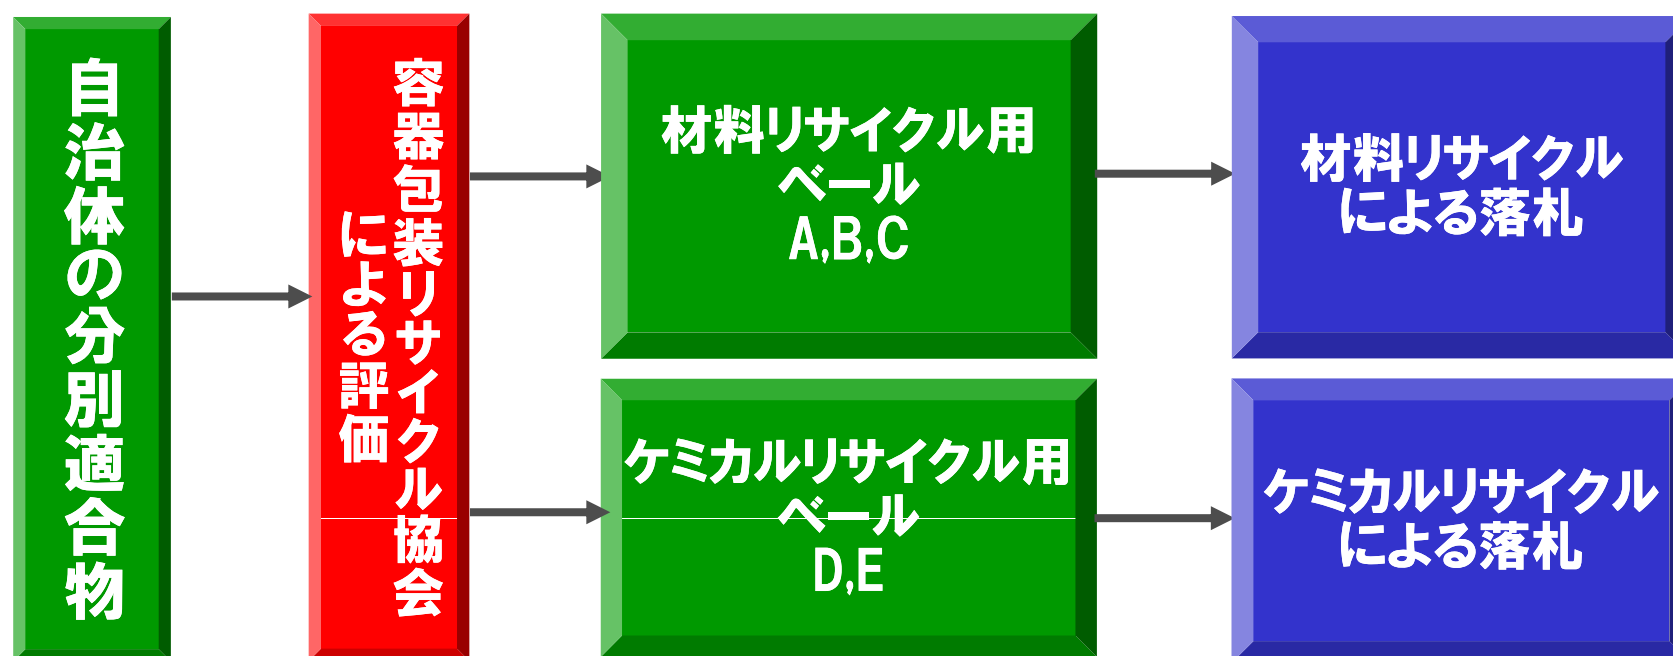 自治体の分別適合物
容器包装リサイクル協会
による評価
材料リサイクル用
ベール
A,B,C
材料リサイクル
による落札
ケミカルリサイクル用
ベール
D,E
ケミカルリサイクル
による落札